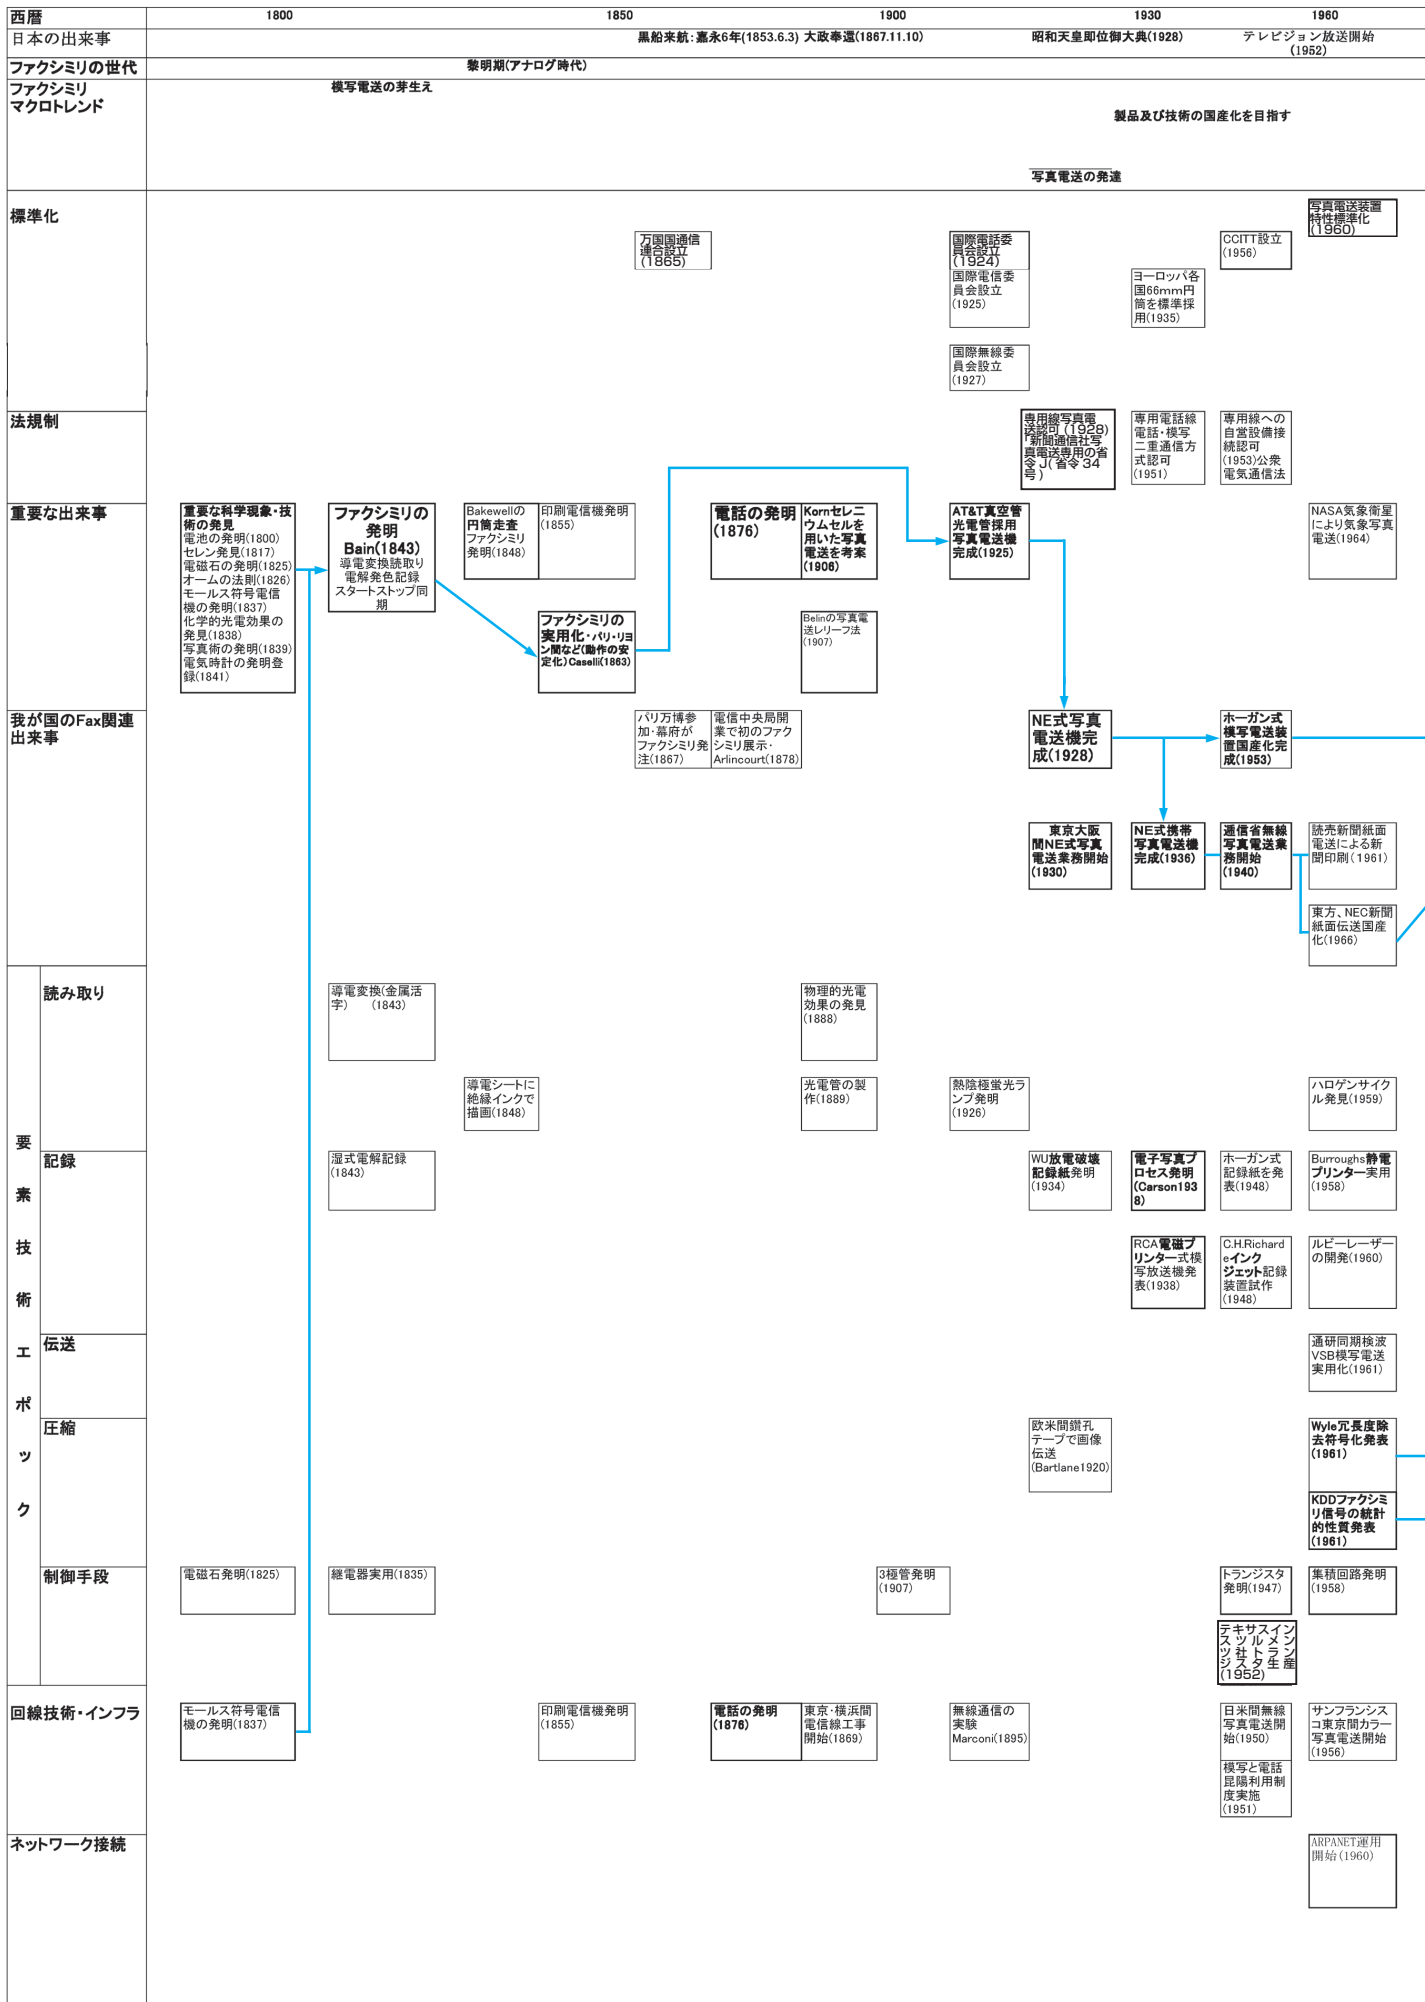 西暦
1800
1850
1900
1930
1960
日本の出来事
黒船来航：嘉永6年(1853.6.3) 大政奉還(1867.11.10)
昭和天皇即位御大典(1928)
テレビジョン放送開始
(1952)
ファクシミリの世代
黎明期(アナログ時代)
ファクシミリ
マクロトレンド
模写電送の芽生え
製品及び技術の国産化を目指す
写真電送の発達
標準化
万国国通信
連合設立
(1865)
国際電話委
員会設立
(1924)
国際電信委
員会設立
(1925)
国際無線委
員会設立
(1927)
ヨーロッパ各
国66mm円
筒を標準採
用(1935)
CCITT設立
(1956)
写真電送装置
特性標準化
(1960)
法規制
専用線写真電
送認可 (1928)
「新聞通信社写
真電送専用の省
令 」( 省令 34
号 )
専用電話線
電話・模写
二重通信方
式認可
(1951)
専用線への
自営設備接
続認可
(1953)公衆
電気通信法
重要な出来事
重要な科学現象・技
術の発見
電池の発明(1800)
セレン発見(1817)
電磁石の発明(1825)
オームの法則(1826)
モールス符号電信
機の発明(1837)
化学的光電効果の
発見(1838)
写真術の発明(1839)
電気時計の発明登
録(1841)
ファクシミリの
発明
Bain(1843)
導電変換読取り
電解発色記録
スタートストップ同
期
Bakewellの
円筒走査
ファクシミリ
発明(1848)
印刷電信機発明
(1855)
ファクシミリの
実用化・パリ・リヨ
ン間など(動作の安
定化)Caselli(1863)
電話の発明
(1876)
Kornセレニ
ウムセルを
用いた写真
電送を考案
(1906)
Belinの写真電
送レリーフ法
(1907)
AT&T真空管
光電管採用
写真電送機
完成(1925)
NASA気象衛星
により気象写真
電送(1964)
我が国のFax関連
出来事
パリ万博参
加・幕府が
ファクシミリ発
注(1867)
電信中央局開
業で初のファク
シミリ展示・
Arlincourt(1878)
NE式写真
電送機完
成(1928)
ホーガン式
模写電送装
置国産化完
成(1953)
東京大阪
間NE式写真
電送業務開始
(1930)
NE式携帯
写真電送機
完成(1936)
逓信省無線
写真電送業
務開始
(1940)
読売新聞紙面
電送による新
聞印刷(1961)
東方、NEC新聞
紙面伝送国産
化(1966)
要素技術エポック
読み取り
導電変換(金属活
字) (1843)
導電シートに
絶縁インクで
描画(1848)
物理的光電
効果の発見
(1888)
光電管の製
作(1889)
熱陰極蛍光ラ
ンプ発明
(1926)
ハロゲンサイク
ル発見(1959)
記録
湿式電解記録
(1843)
WU放電破壊
記録紙発明
(1934)
電子写真プ
ロセス発明
(Carson193
8)
ホーガン式
記録紙を発
表(1948)
Burroughs静電
プリンター実用
(1958)
RCA電磁プ
リンター式模
写放送機発
表(1938)
C.H.Richard
eインク
ジェット記録
装置試作
(1948)
ルビーレーザー
の開発(1960)
伝送
通研同期検波
VSB模写電送
実用化(1961)
圧縮
欧米間鑽孔
テープで画像
伝送
(Bartlane1920)
Wyle冗長度除
去符号化発表
(1961)
KDDファクシミ
リ信号の統計
的性質発表
(1961)
制御手段
電磁石発明(1825)
継電器実用(1835)
3極管発明
(1907)
トランジスタ
発明(1947)
集積回路発明
(1958)
テキサスイン
スツルメン
ツ社トラン
ジスタ生産
(1952)
回線技術・インフラ
モールス符号電信
機の発明(1837)
印刷電信機発明
(1855)
電話の発明
(1876)
東京・横浜間
電信線工事
開始(1869)
無線通信の
実験
Marconi(1895)
日米間無線
写真電送開
始(1950)
模写と電話
昆陽利用制
度実施
(1951)
サンフランシス
コ東京間カラー
写真電送開始
(1956)
ネットワーク接続
ARPANET運用
開始(1960)